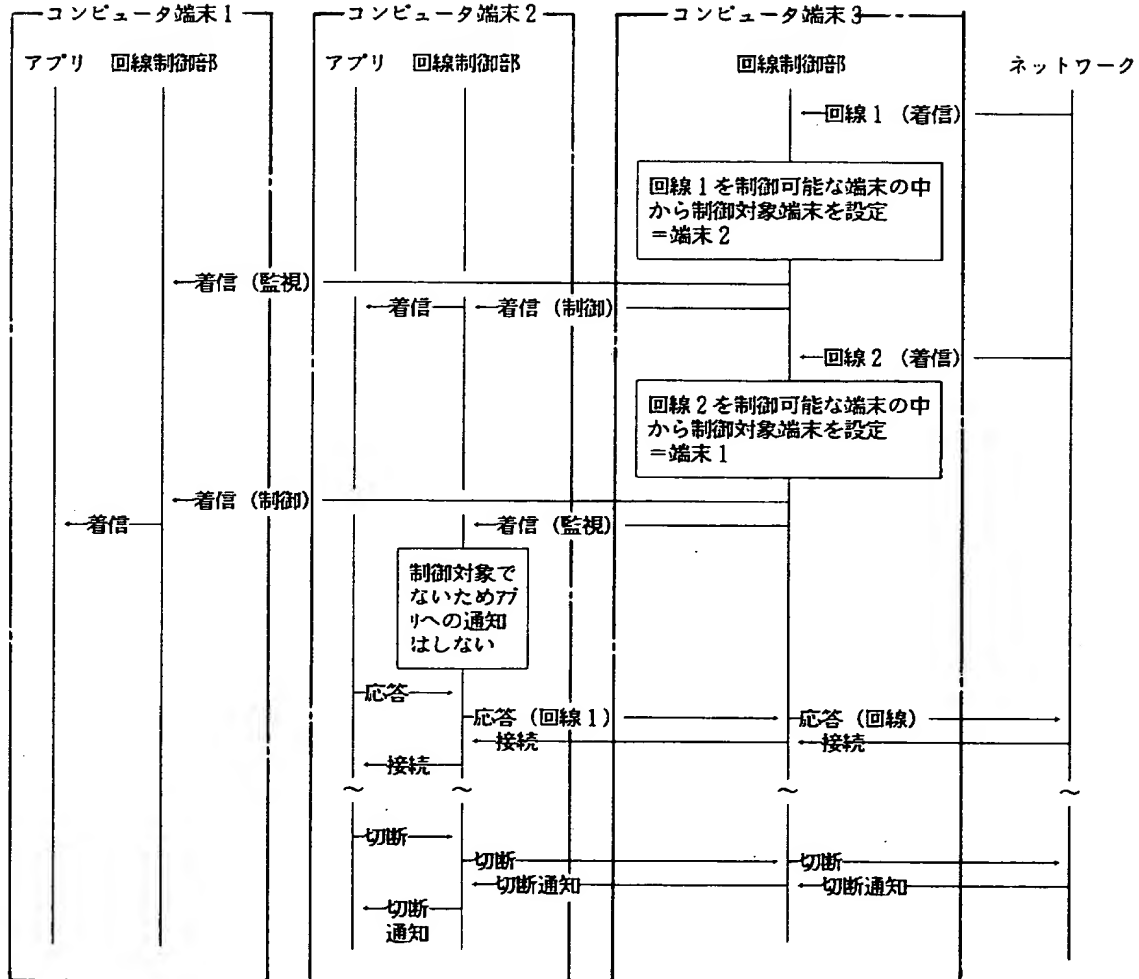 コンピュータ端末1
コンピュータ端末2
コンピュータ端末3
アプリ 回線制御部
アプリ 回線制御部
回線制御部
ネットワーク
回線1(着信)
回線1を制御可能な端末の中
から制御対象端末を設定
=端末2
着信(監視)
着信
着信(制御)
回線2(着信)
回線2を制御可能な端末の中
から制御対象端末を設定
=端末1
着信(制御)
着信
着信(監視)
制御対象で
ないためアプ
リへの通知
はしない
応答
応答(回線1)
応答(回線)
接続
接続
接続
~
~
~
~
切断
切断
切断
切断通知
切断通知
切断
通知